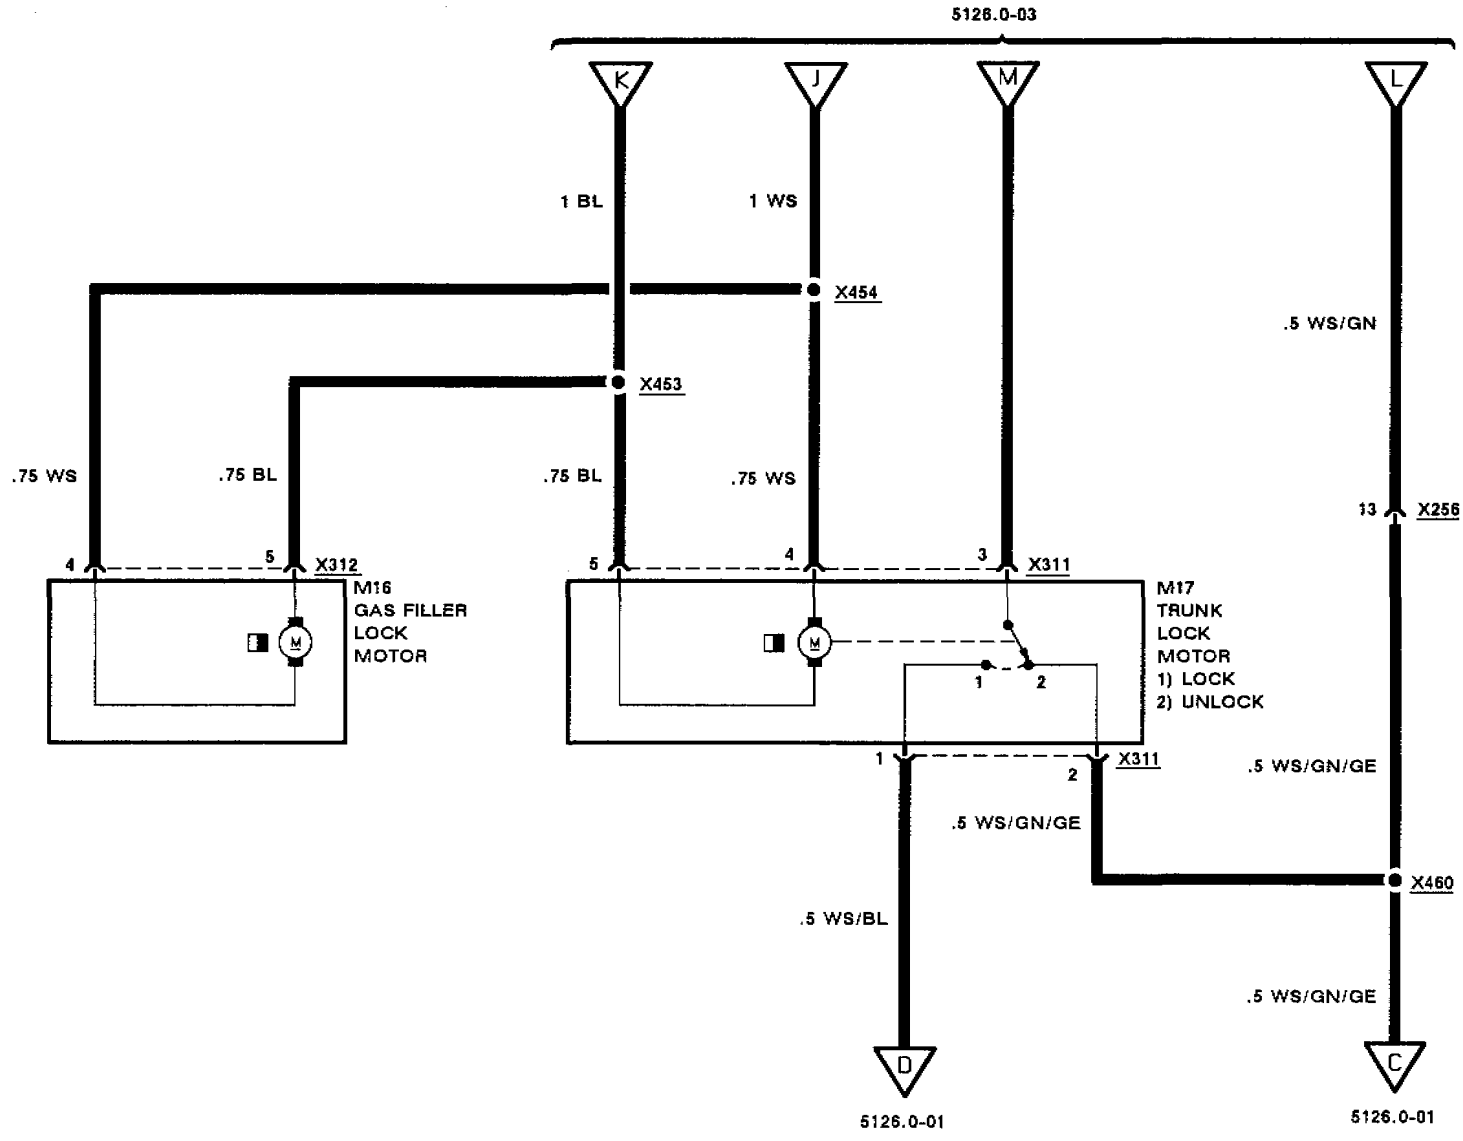 5126.0-03
K
J
M
L
1 BL
1 WS
X454
.5 WS/GN
X453
.75 WS
.75 BL
.75 BL
.75 WS
13
X256
4
5
X312
5
4
3
X311
M16
GAS FILLER
LOCK
MOTOR
M
M
1
2
M17
TRUNK
LOCK
MOTOR
1) LOCK
2) UNLOCK
1
2
X311
.5 WS/GN/GE
.5 WS/GN/GE
X460
.5 WS/BL
.5 WS/GN/GE
D
C
5126.0-01
5126.0-01